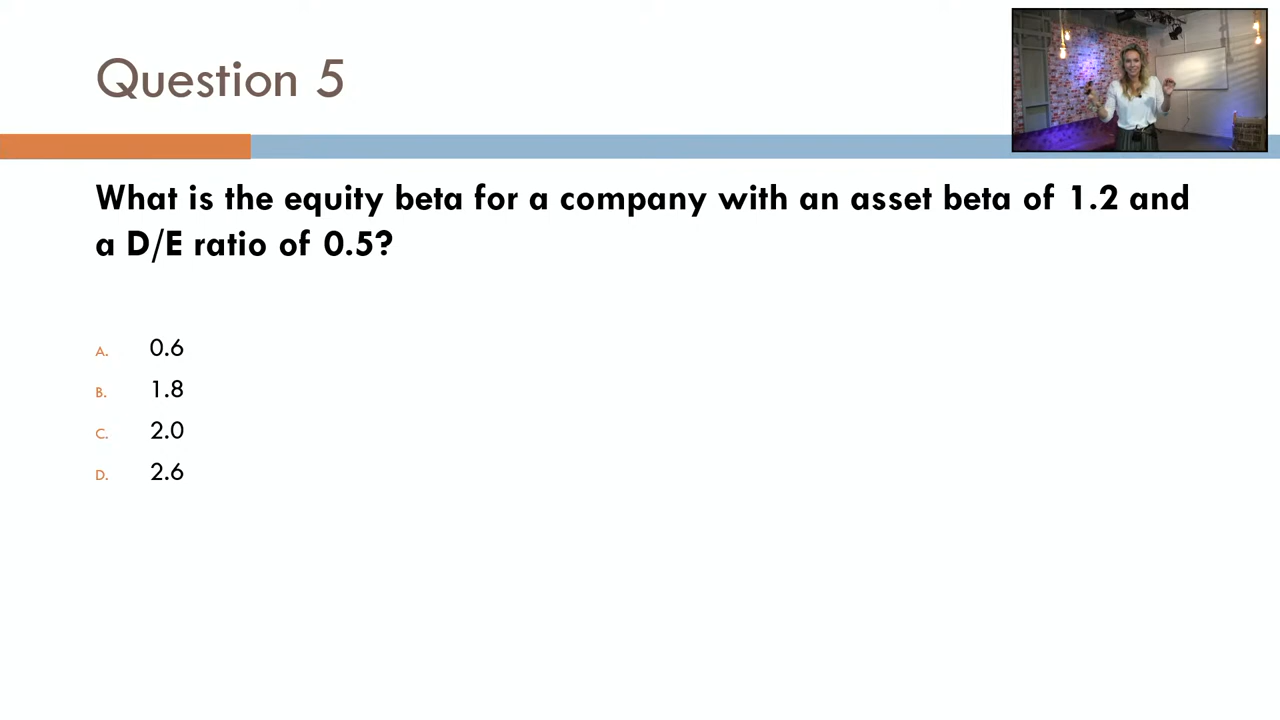 Question 5
What is the equity beta for a company with an asset beta of 1.2 and
a D/E ratio of 0.5?
A. 0.6
B. 1.8
C. 2.0
D. 2.6